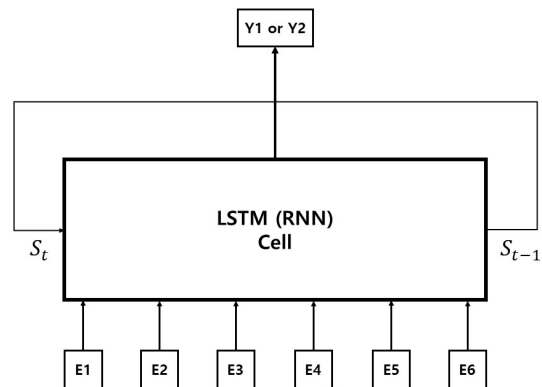 Y1 or Y2
LSTM (RNN)
Cell
S_t
S_{t-1}
E1
E2
E3
E4
E5
E6